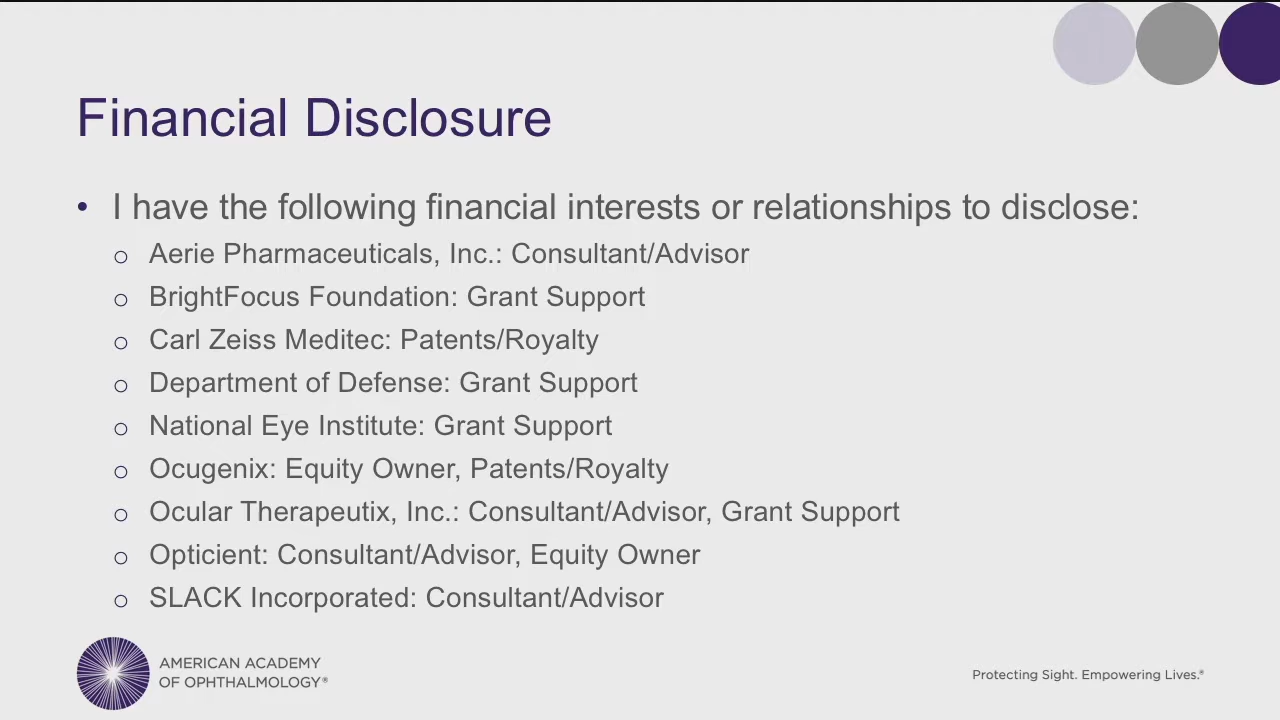 Financial Disclosure
• I have the following financial interests or relationships to disclose:
o Aerie Pharmaceuticals, Inc.: Consultant/Advisor
o BrightFocus Foundation: Grant Support
o Carl Zeiss Meditec: Patents/Royalty
o Department of Defense: Grant Support
o National Eye Institute: Grant Support
o Ocugenix: Equity Owner, Patents/Royalty
o Ocular Therapeutix, Inc.: Consultant/Advisor, Grant Support
o Opticient: Consultant/Advisor, Equity Owner
o SLACK Incorporated: Consultant/Advisor
AMERICAN ACADEMY
OF OPHTHALMOLOGY®
Protecting Sight. Empowering Lives.®